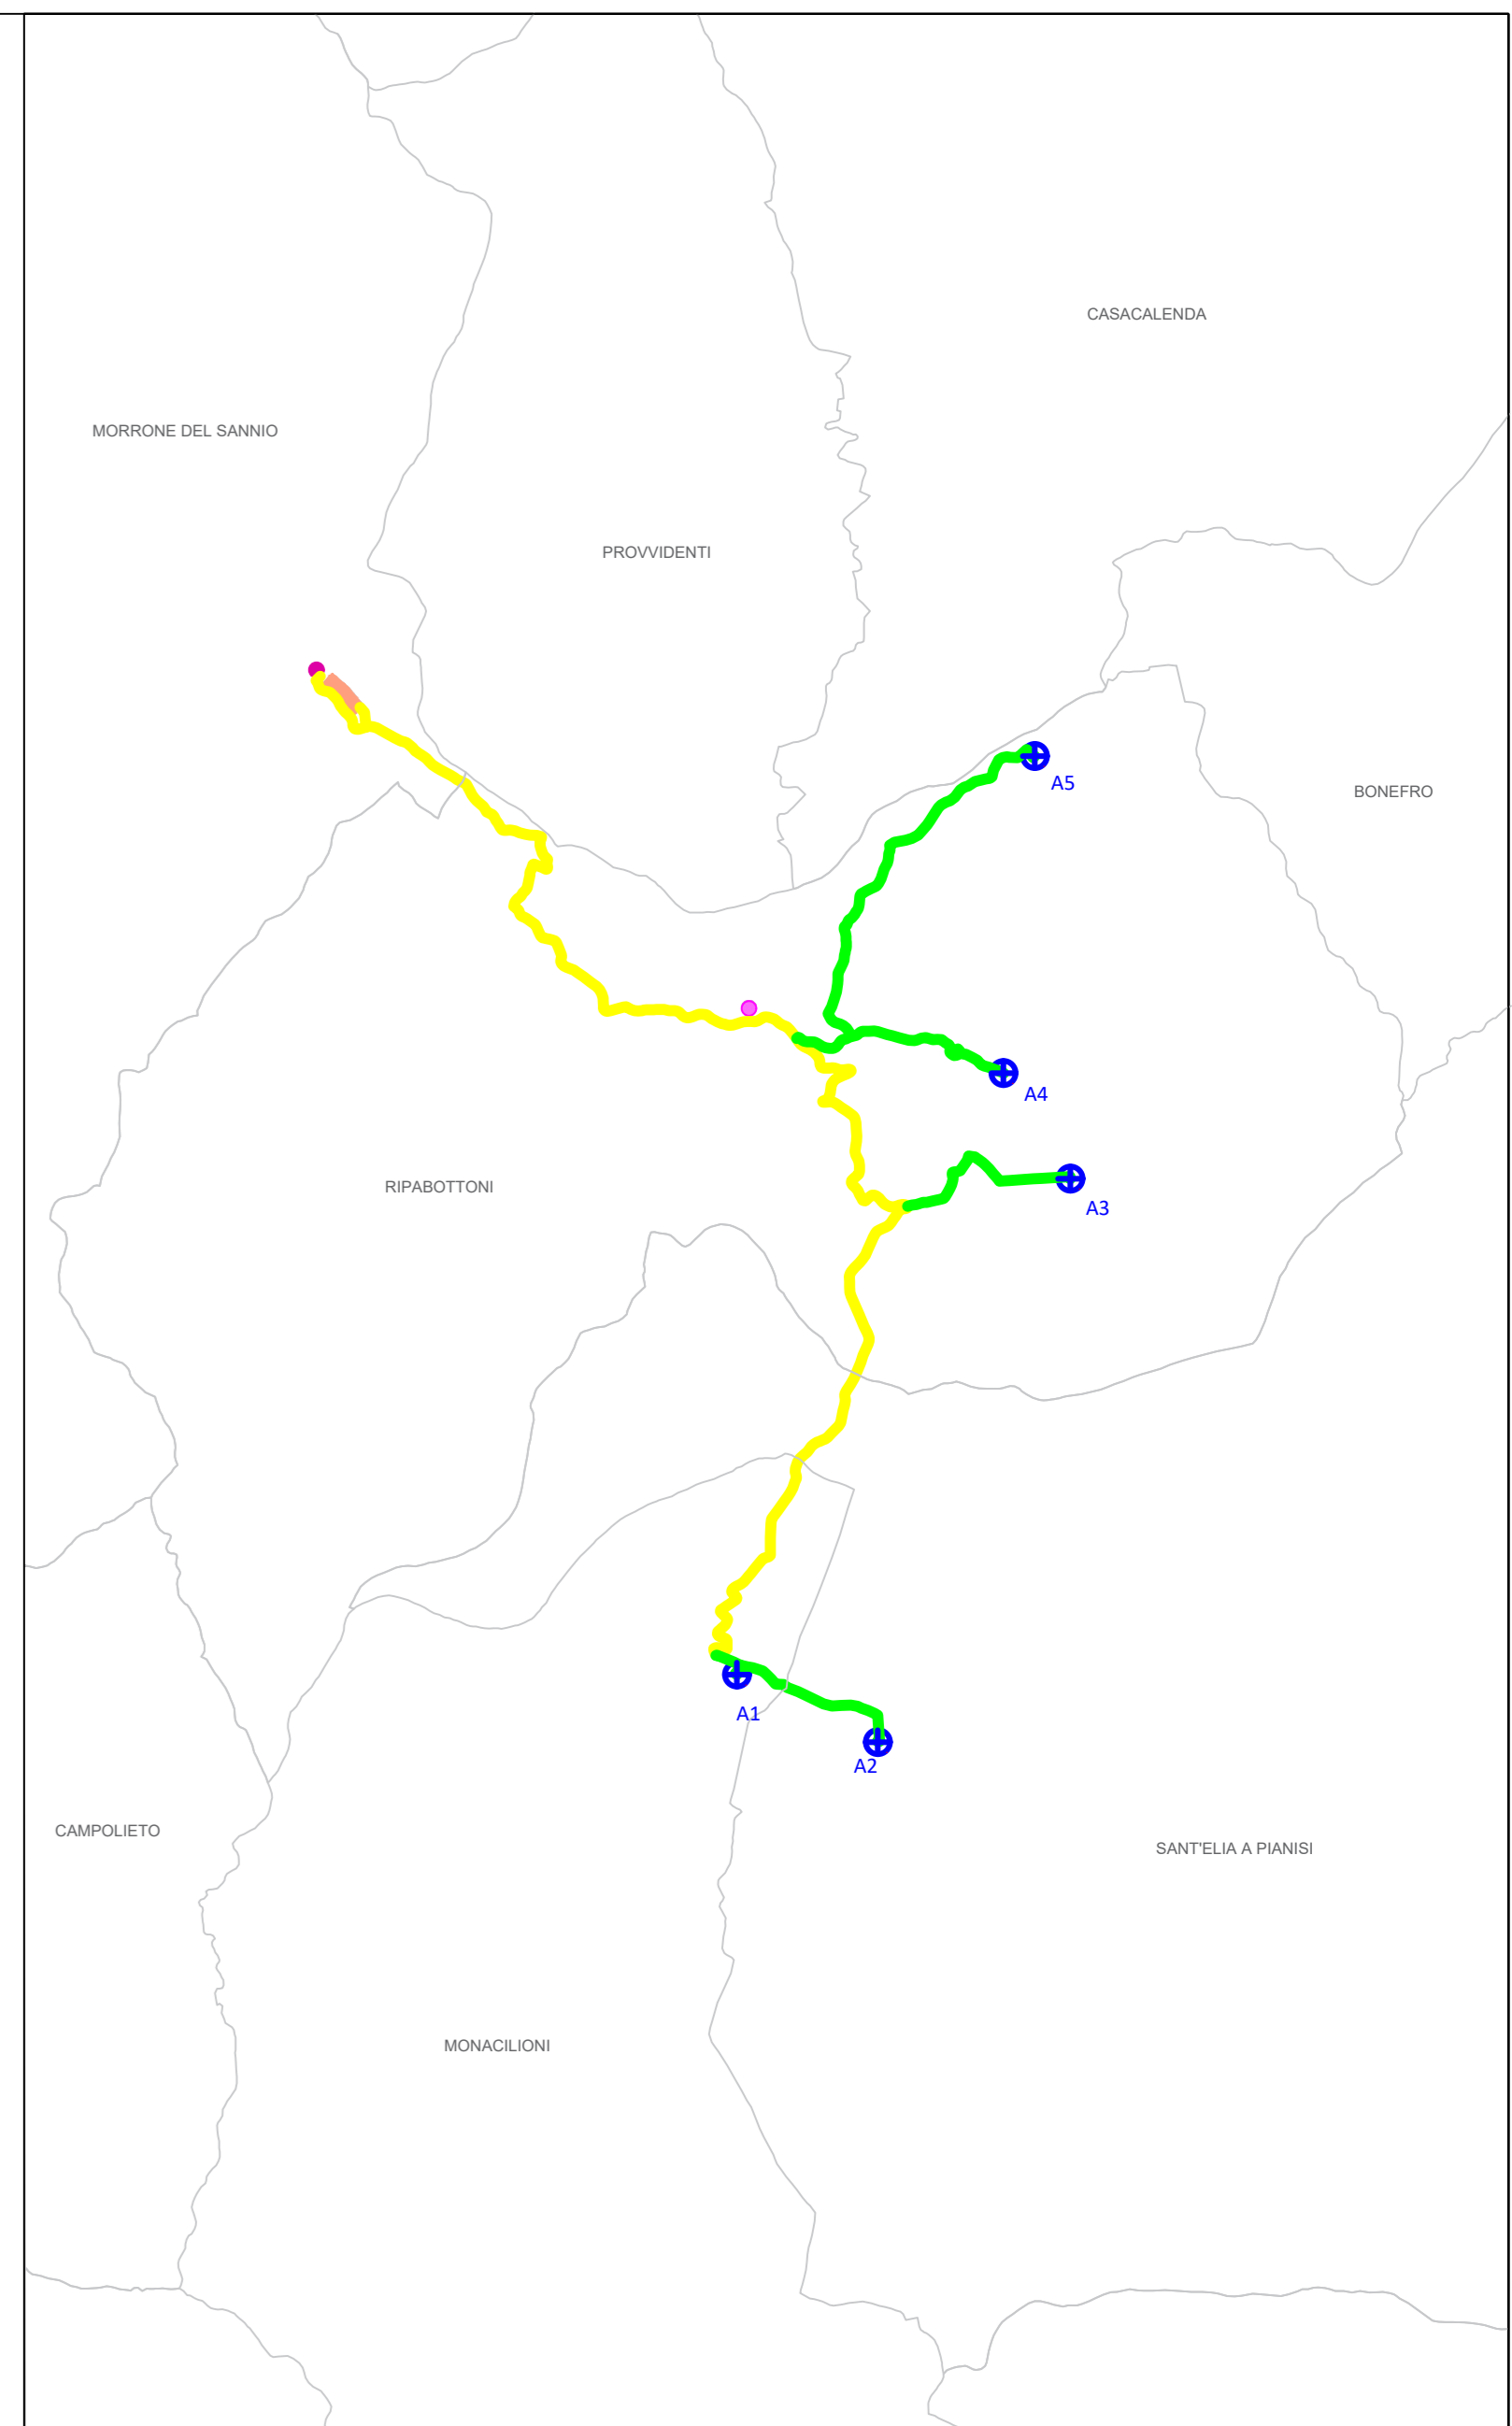 CASACALENDA
MORRONE DEL SANNIO
PROVVIDENTI
A5
BONEFRO
A4
RIPABOTTONI
A3
A1
A2
CAMPOLIETO
SANT'ELIA A PIANISI
MONACILIONI